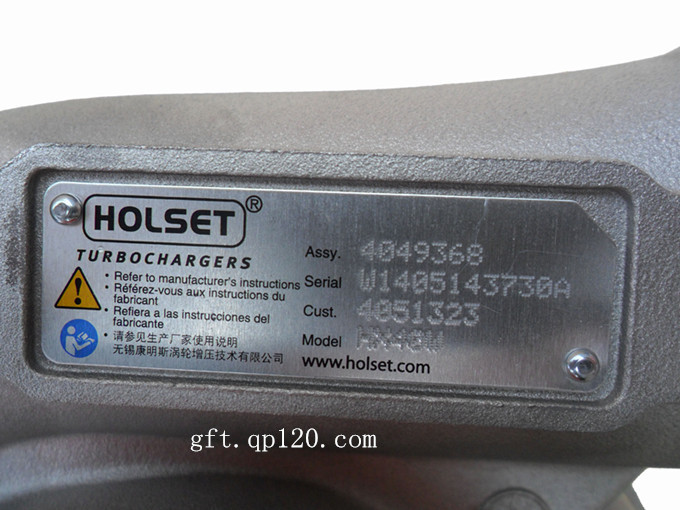 HOLSET®
TURBOCHARGERS
• Refer to manufacturer's instructions
• Référez-vous aux instructions du
fabricant
• Refiera a las instrucciones del
fabricante
• 请参见生产厂家使用说明
无锡康明斯涡轮增压技术有限公司
Assy. 4049368
Serial W1405143730A
Cust. 4051323
Model HX40W
www.holset.com
gft.qp120.com